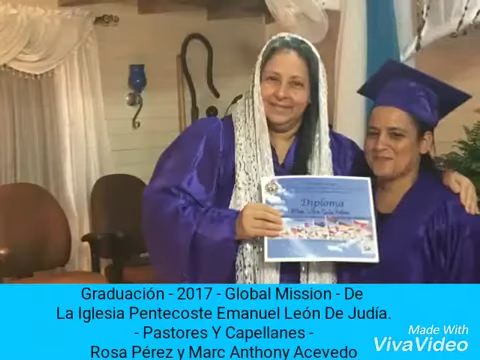 Diploma
Graduación - 2017 - Global Mission - De
La Iglesia Pentecoste Emanuel León De Judía.
- Pastores Y Capellanes -
Rosa Pérez y Marc Anthony Acevedo
Made With
VivaVideo